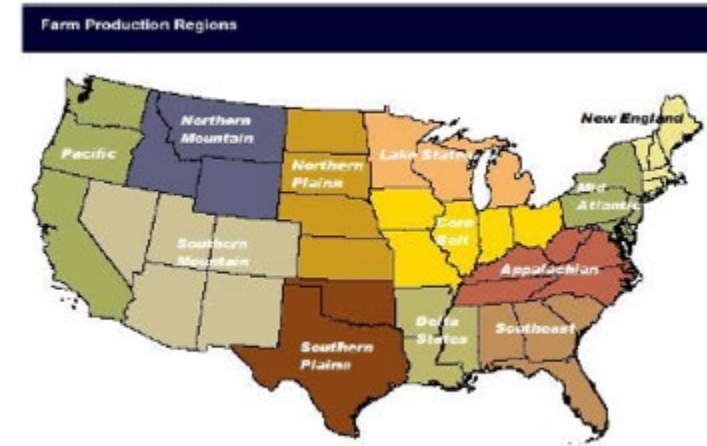 Farm Production Regions
New England
Northern
Mountain
Pacific
Lake States
Northern
Plains
Mid
Atlantic
Corn
Belt
Southern
Mountain
Appalachian
Delta
States
Southeast
Southern
Plains